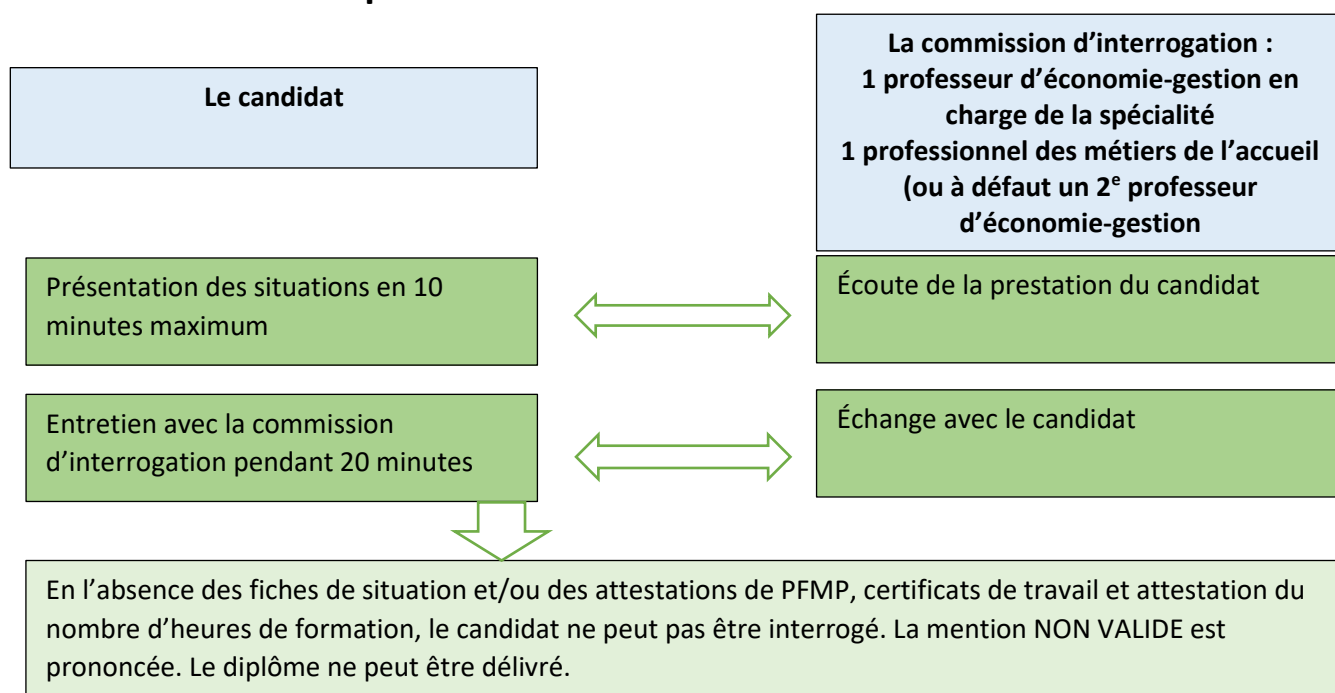 Le candidat
La commission d’interrogation :
1 professeur d’économie-gestion en
charge de la spécialité
1 professionnel des métiers de l’accueil
(ou à défaut un 2e professeur
d’économie-gestion
Présentation des situations en 10
minutes maximum
Écoute de la prestation du candidat
Entretien avec la commission
d’interrogation pendant 20 minutes
Échange avec le candidat
En l’absence des fiches de situation et/ou des attestations de PFMP, certificats de travail et attestation du
nombre d’heures de formation, le candidat ne peut pas être interrogé. La mention NON VALIDE est
prononcée. Le diplôme ne peut être délivré.